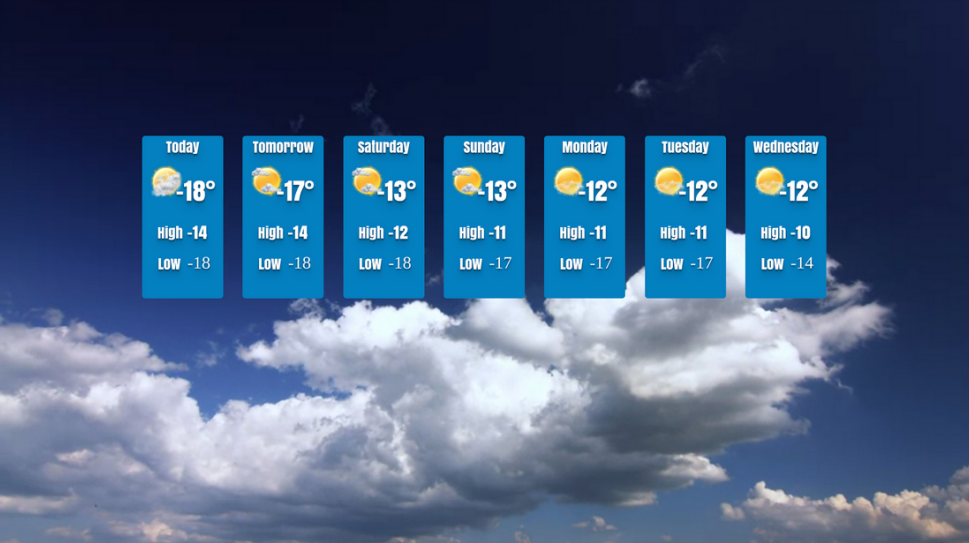 Today
-18°
High -14
Low -18
Tomorrow
-17°
High -14
Low -18
Saturday
-13°
High -12
Low -18
Sunday
-13°
High -11
Low -17
Monday
-12°
High -11
Low -17
Tuesday
-12°
High -11
Low -17
Wednesday
-12°
High -10
Low -14